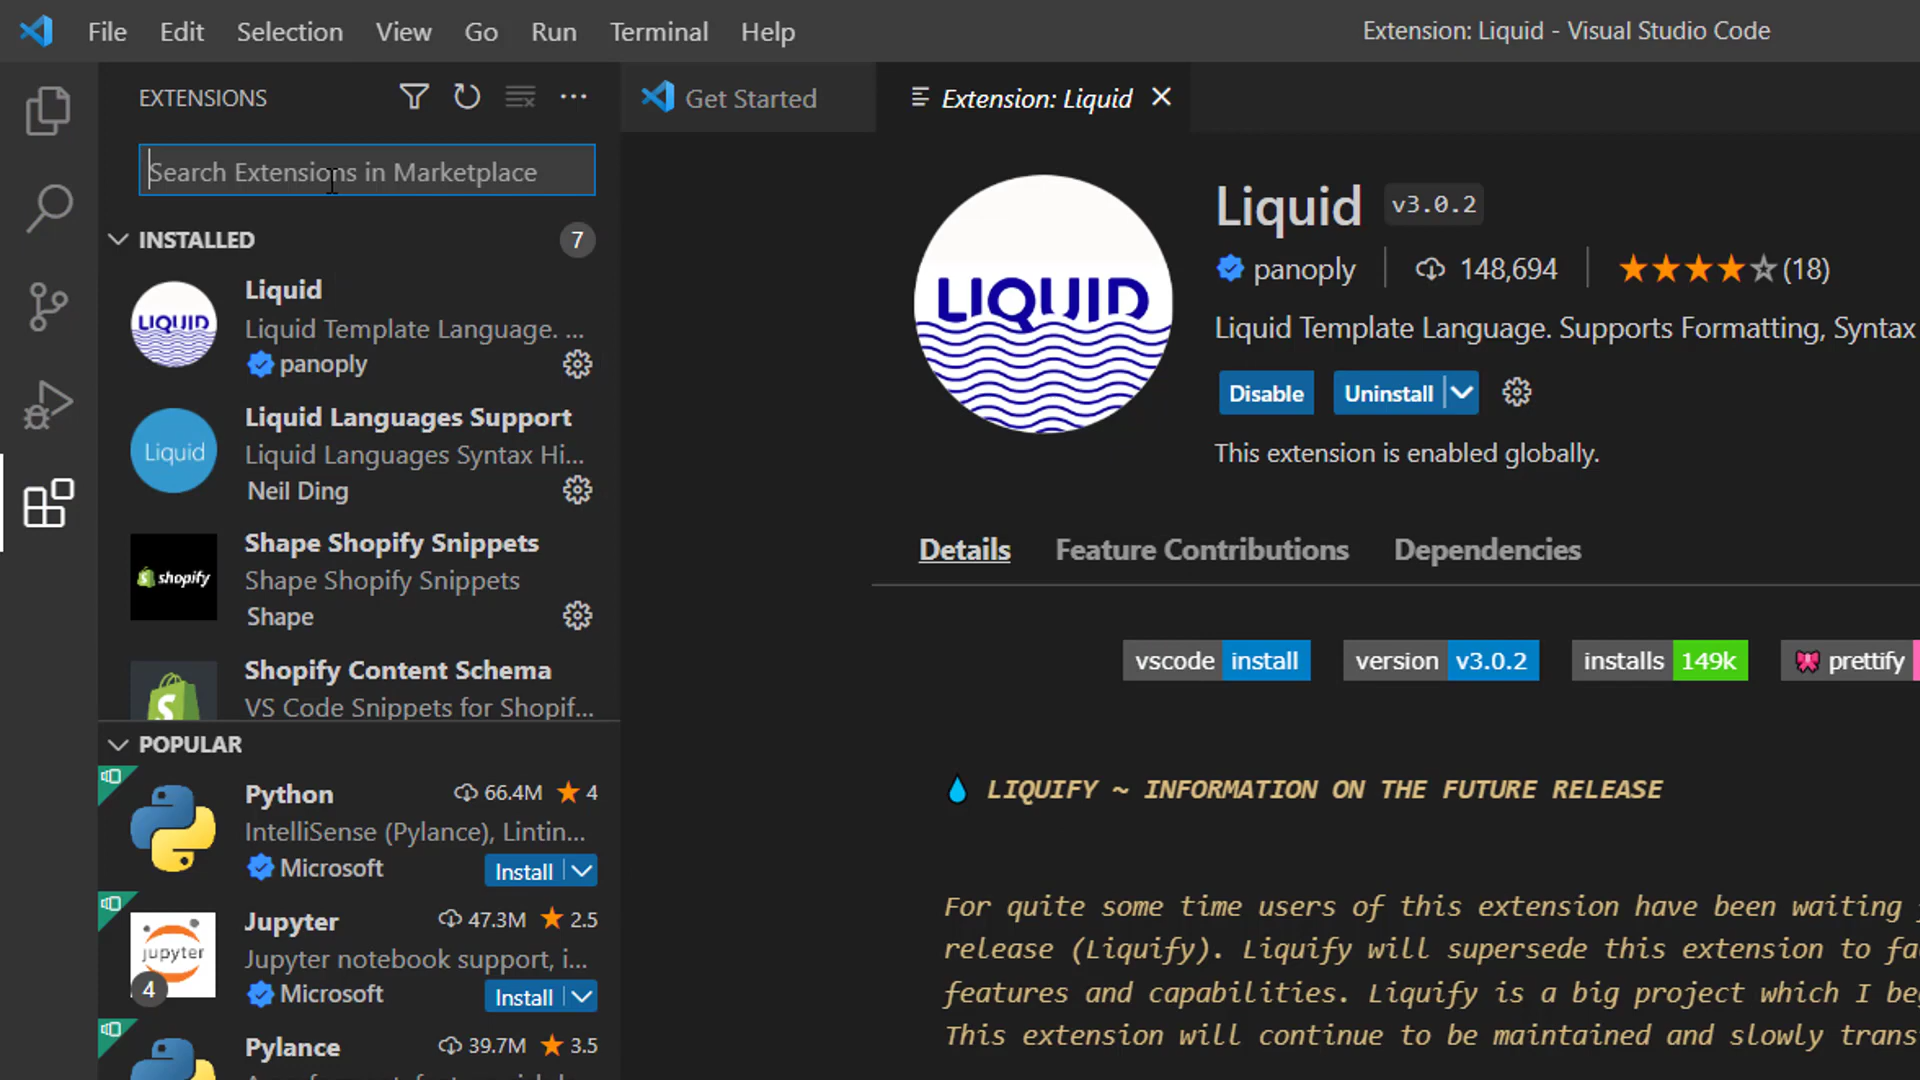 File Edit Selection View Go Run Terminal Help
Extension: Liquid - Visual Studio Code
EXTENSIONS
Get Started
Extension: Liquid
Search Extensions in Marketplace
INSTALLED 7
LIQUID
Liquid
Liquid Template Language. ...
panoply
Liquid
Liquid Languages Support
Liquid Languages Syntax Hi...
Neil Ding
shopify
Shape Shopify Snippets
Shape Shopify Snippets
Shape
Shopify Content Schema
VS Code Snippets for Shopif...
POPULAR
Python 66.4M 4
IntelliSense (Pylance), Lintin...
Microsoft Install
jupyter
4
Jupyter 47.3M 2.5
Jupyter notebook support, i...
Microsoft Install
Pylance 39.7M 3.5
LIQUID
Liquid v3.0.2
panoply 148,694 (18)
Liquid Template Language. Supports Formatting, Syntax
Disable Uninstall
This extension is enabled globally.
Details Feature Contributions Dependencies
vscode install version v3.0.2 installs 149k prettify
LIQUIFY ~ INFORMATION ON THE FUTURE RELEASE
For quite some time users of this extension have been waiting
release (Liquify). Liquify will supersede this extension to fa
features and capabilities. Liquify is a big project which I be
This extension will continue to be maintained and slowly trans